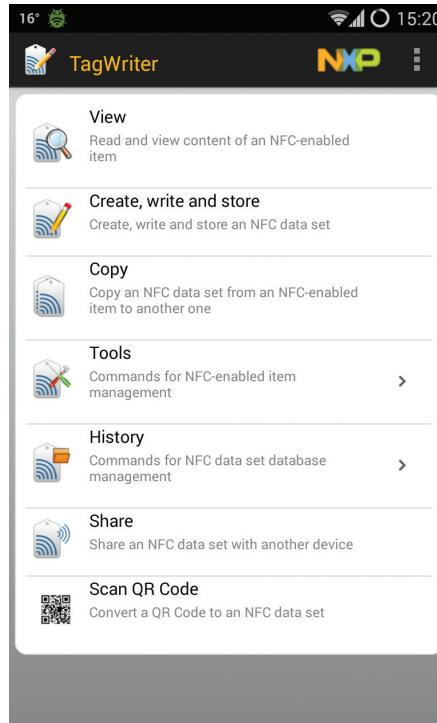 16° 15:20
TagWriter NXP
View
Read and view content of an NFC-enabled
item
Create, write and store
Create, write and store an NFC data set
Copy
Copy an NFC data set from an NFC-enabled
item to another one
Tools
Commands for NFC-enabled item
management
History
Commands for NFC data set database
management
Share
Share an NFC data set with another device
Scan QR Code
Convert a QR Code to an NFC data set